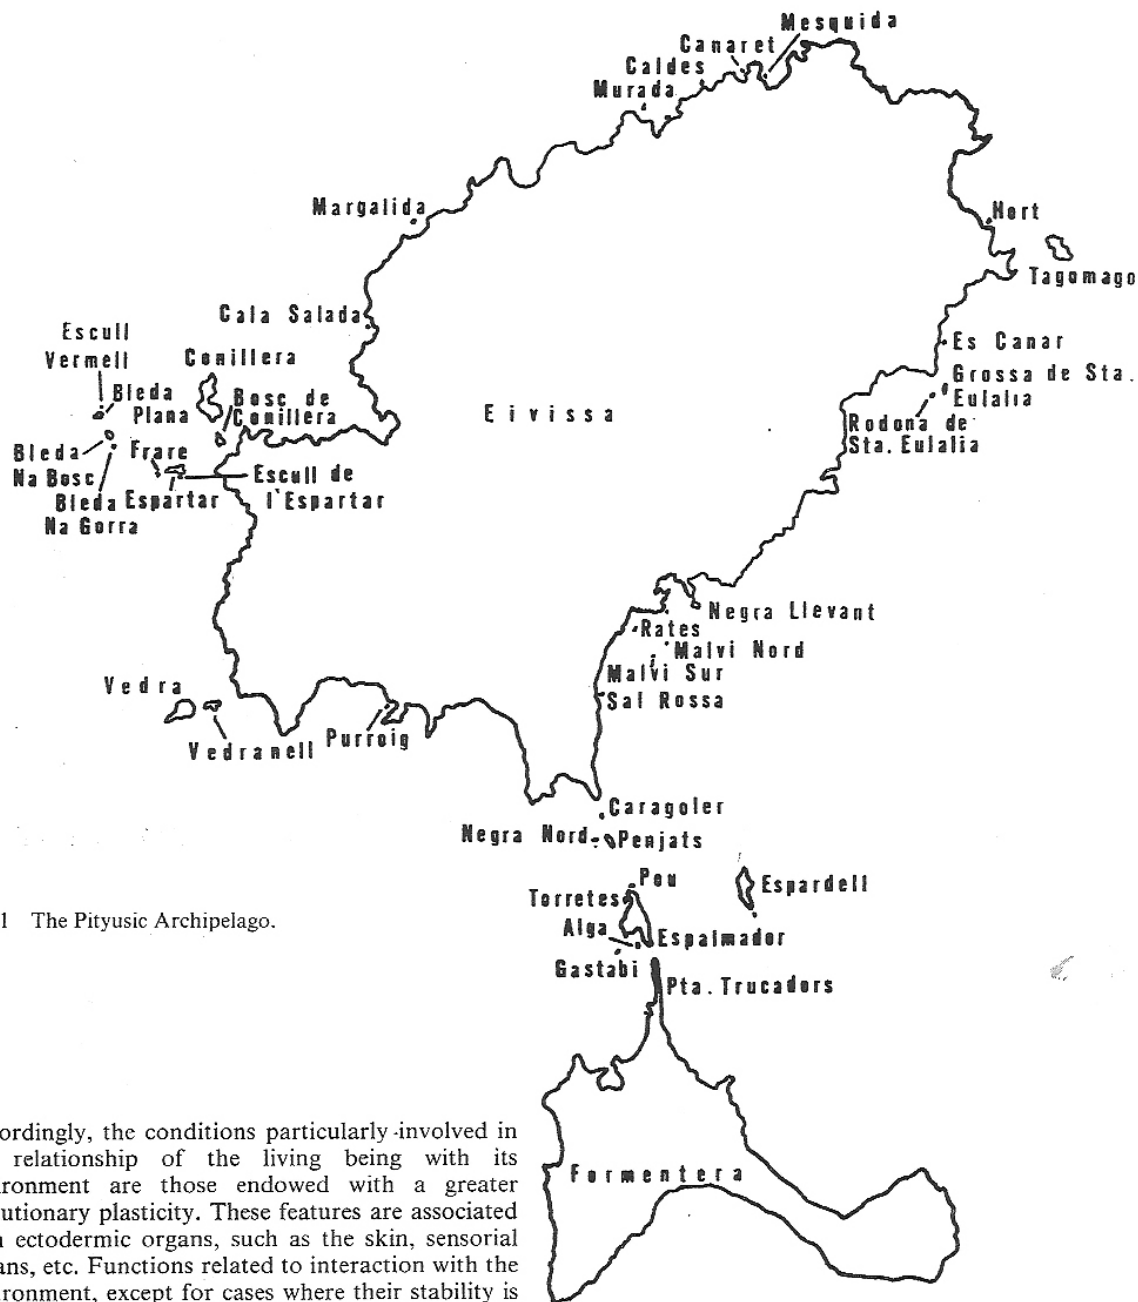 Mesquida
Canaret
Caldes
Murada
Margalida
Hort
Tagomago
Cala Salada
Escull
Vermell
Conillera
Es Canar
Grossa de Sta.
Eulalia
Bleda
Plana
Bosc de
Conillera
Eivissa
Rodona de
Sta. Eulalia
Bleda
Na Bosc
Frare
Escull de
l'Espartar
Bleda
Na Gorra
Espartar
Negra Llevant
Rates
Malvi Nord
Malvi Sur
Sal Rossa
Vedra
Vedranell
Purroig
Caragoler
Negra Nord
Penjats
Pou
Espardell
Torretes
Alga
Espalmador
Gastabi
Pta. Trucadors
1 The Pityusic Archipelago.
Formentera
ordingly, the conditions particularly involved in
relationship of the living being with its
ironment are those endowed with a greater
lutionary plasticity. These features are associated
ectodermic organs, such as the skin, sensorial
ans, etc. Functions related to interaction with the
ironment, except for cases where their stability is